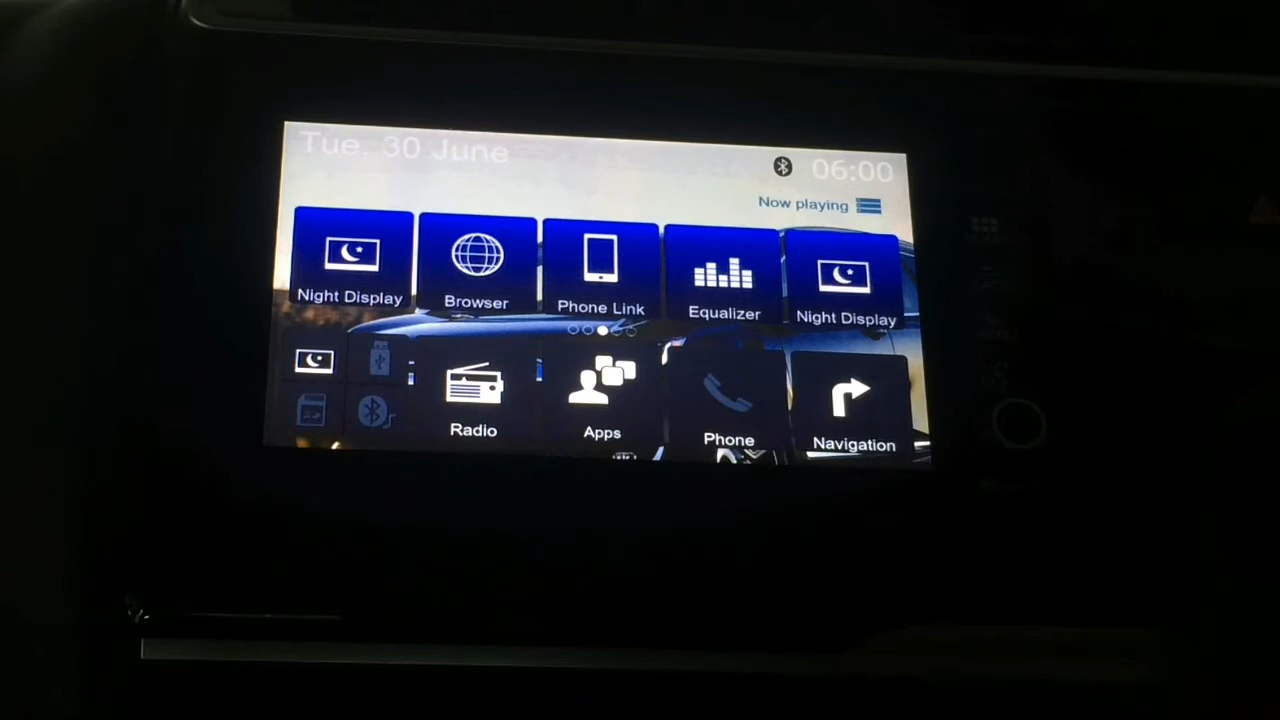 Tue. 30 June
06:00
Now playing
Night Display
Browser
Phone Link
Equalizer
Night Display
Radio
Apps
Phone
Navigation